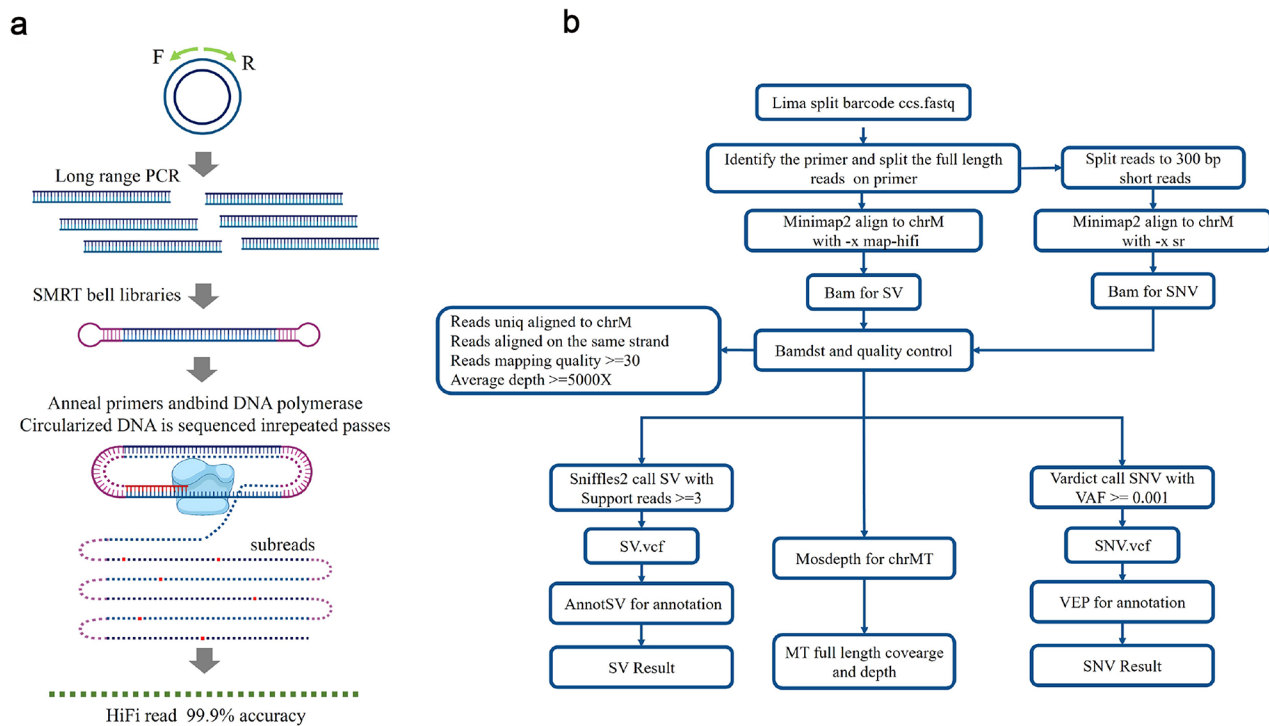 a
F
R
Long range PCR
SMRT bell libraries
Anneal primers andbind DNA polymerase
Circularized DNA is sequenced inrepeated passes
subreads
HiFi read 99.9% accuracy
b
Lima split barcode ccs.fastq
Identify the primer and split the full length
reads on primer
Split reads to 300 bp
short reads
Minimap2 align to chrM
with -x map-hifi
Minimap2 align to chrM
with -x sr
Bam for SV
Bam for SNV
Reads uniq aligned to chrM
Reads aligned on the same strand
Reads mapping quality >=30
Average depth >=5000X
Bamdst and quality control
Sniffles2 call SV with
Support reads >=3
Vardict call SNV with
VAF >= 0.001
SV.vcf
Mosdepth for chrMT
SNV.vcf
AnnotSV for annotation
VEP for annotation
SV Result
MT full length covearge
and depth
SNV Result